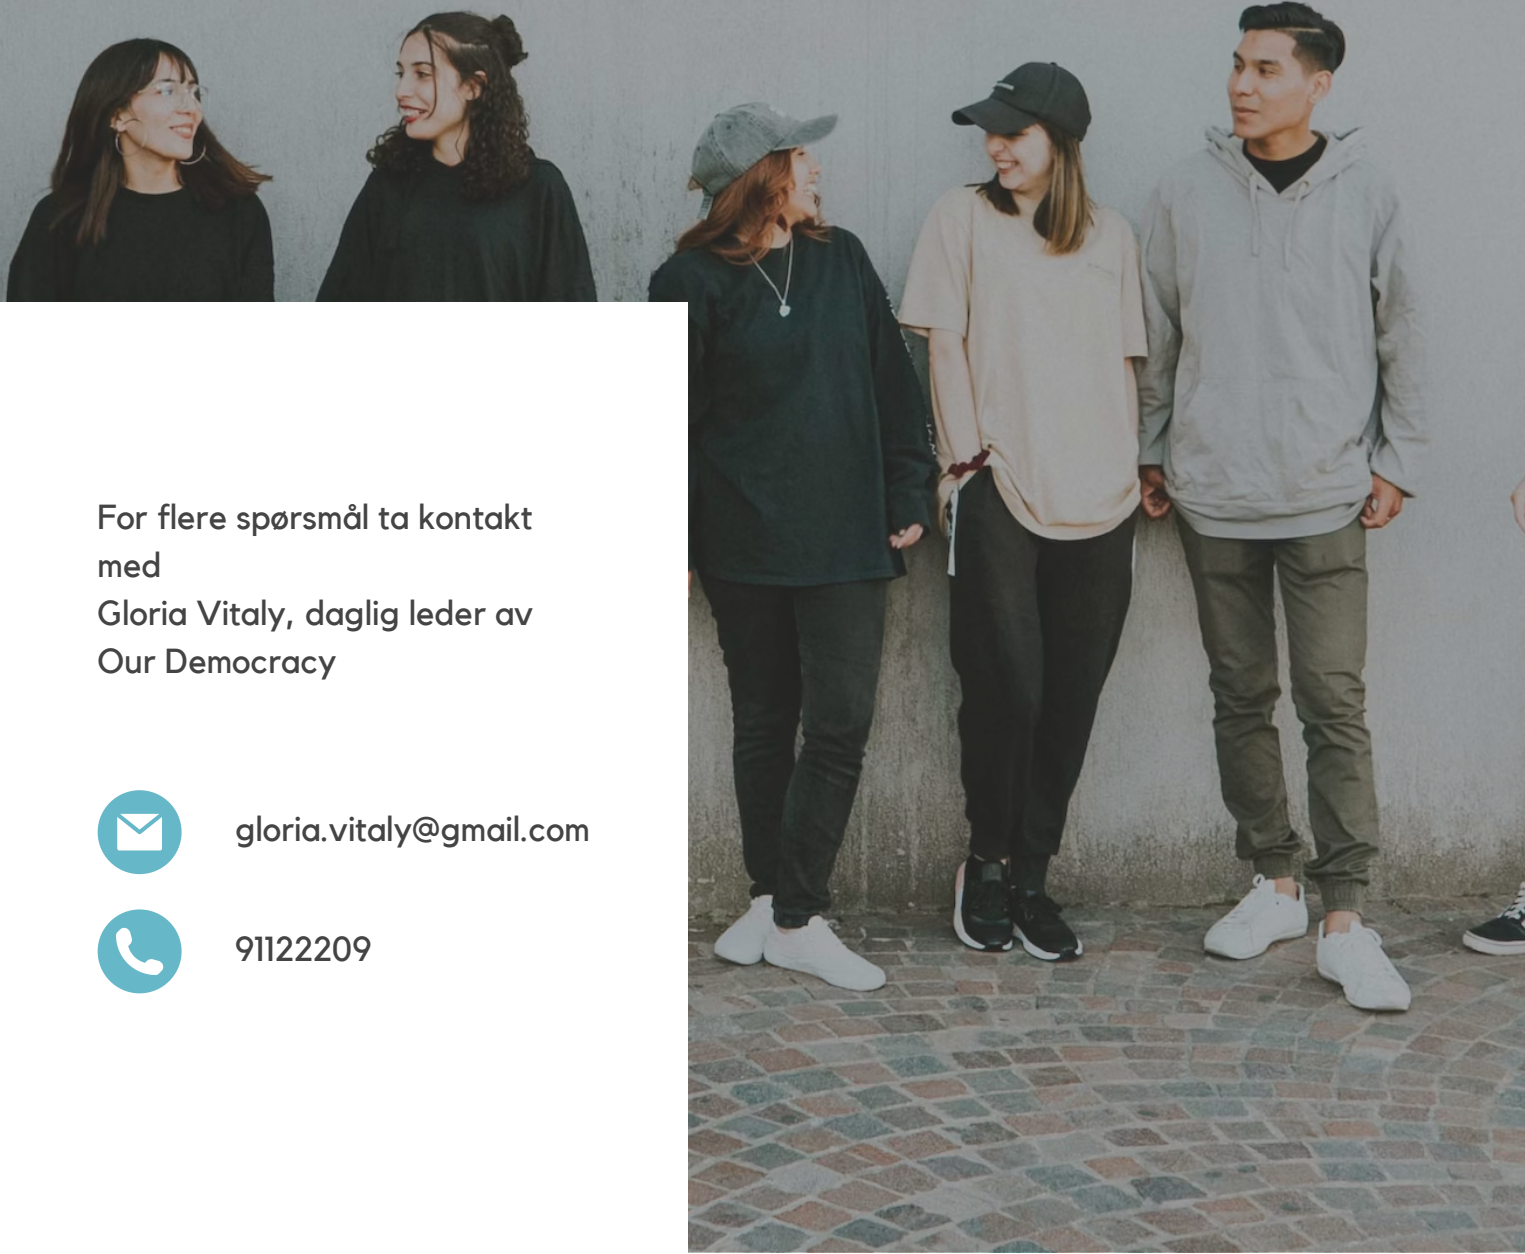 For flere spørsmål ta kontakt
med
Gloria Vitaly, daglig leder av
Our Democracy
gloria.vitaly@gmail.com
91122209